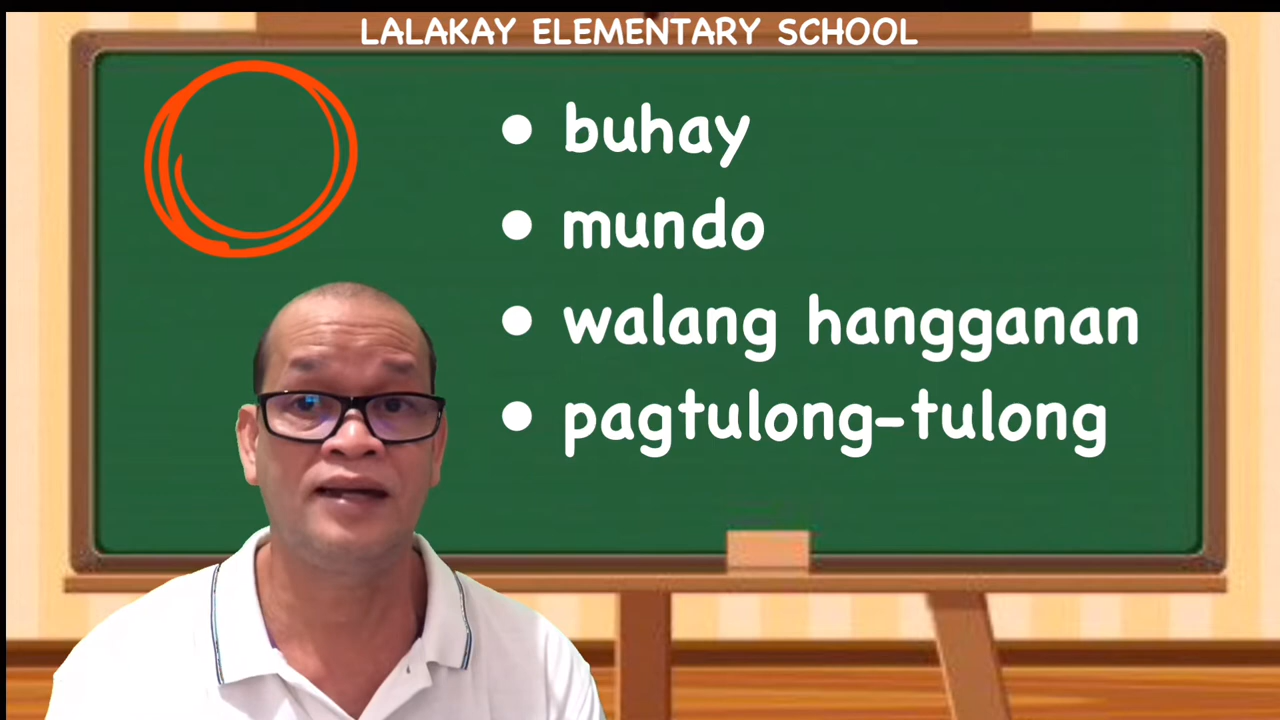 LALAKAY ELEMENTARY SCHOOL
• buhay
• mundo
• walang hangganan
• pagtulong-tulong